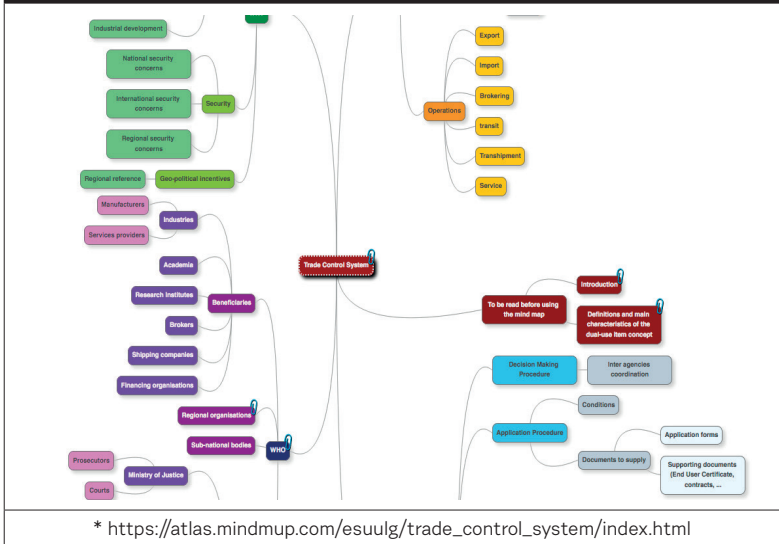 Industrial development
National security
concerns
International security
concerns
Regional security
concerns
Security
Regional reference
Geo-political incentives
Manufacturers
Services providers
Industries
Academia
Research Institutes
Brokers
Shipping companies
Financing organisations
Beneficiaries
Regional organisations
Sub-national bodies
WHO
Prosecutors
Courts
Ministry of Justice
Trade Control System
Export
Import
Brokering
transit
Transhipment
Service
Operations
To be read before using
the mind map
Introduction
Definitions and main
characteristics of the
dual-use item concept
Decision Making
Procedure
Inter agencies
coordination
Application Procedure
Conditions
Documents to supply
Application forms
Supporting documents
(End User Certificate,
contracts, ...
* https://atlas.mindmup.com/esuulg/trade_control_system/index.html